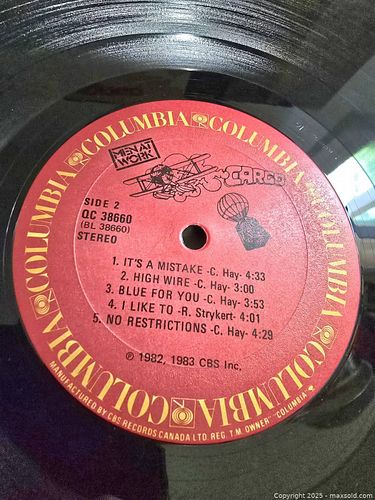 COLUMBIA COLUMBIA COLUMBIA COLUMBIA COLUMBIA COLUMBIA
MEN AT
WORK
CARGO
SIDE 2
QC 38660
(BL 38660)
STEREO
1. IT'S A MISTAKE -C. Hay- 4:33
2. HIGH WIRE -C. Hay- 3:00
3. BLUE FOR YOU -C. Hay- 3:53
4. I LIKE TO -R. Strykert- 4:01
5. NO RESTRICTIONS -C. Hay- 4:29
℗ 1982, 1983 CBS Inc.
MANUFACTURED BY CBS RECORDS CANADA LTD. REG. T.M. OWNER "COLUMBIA"
Copyright 2025 - maxsold.com